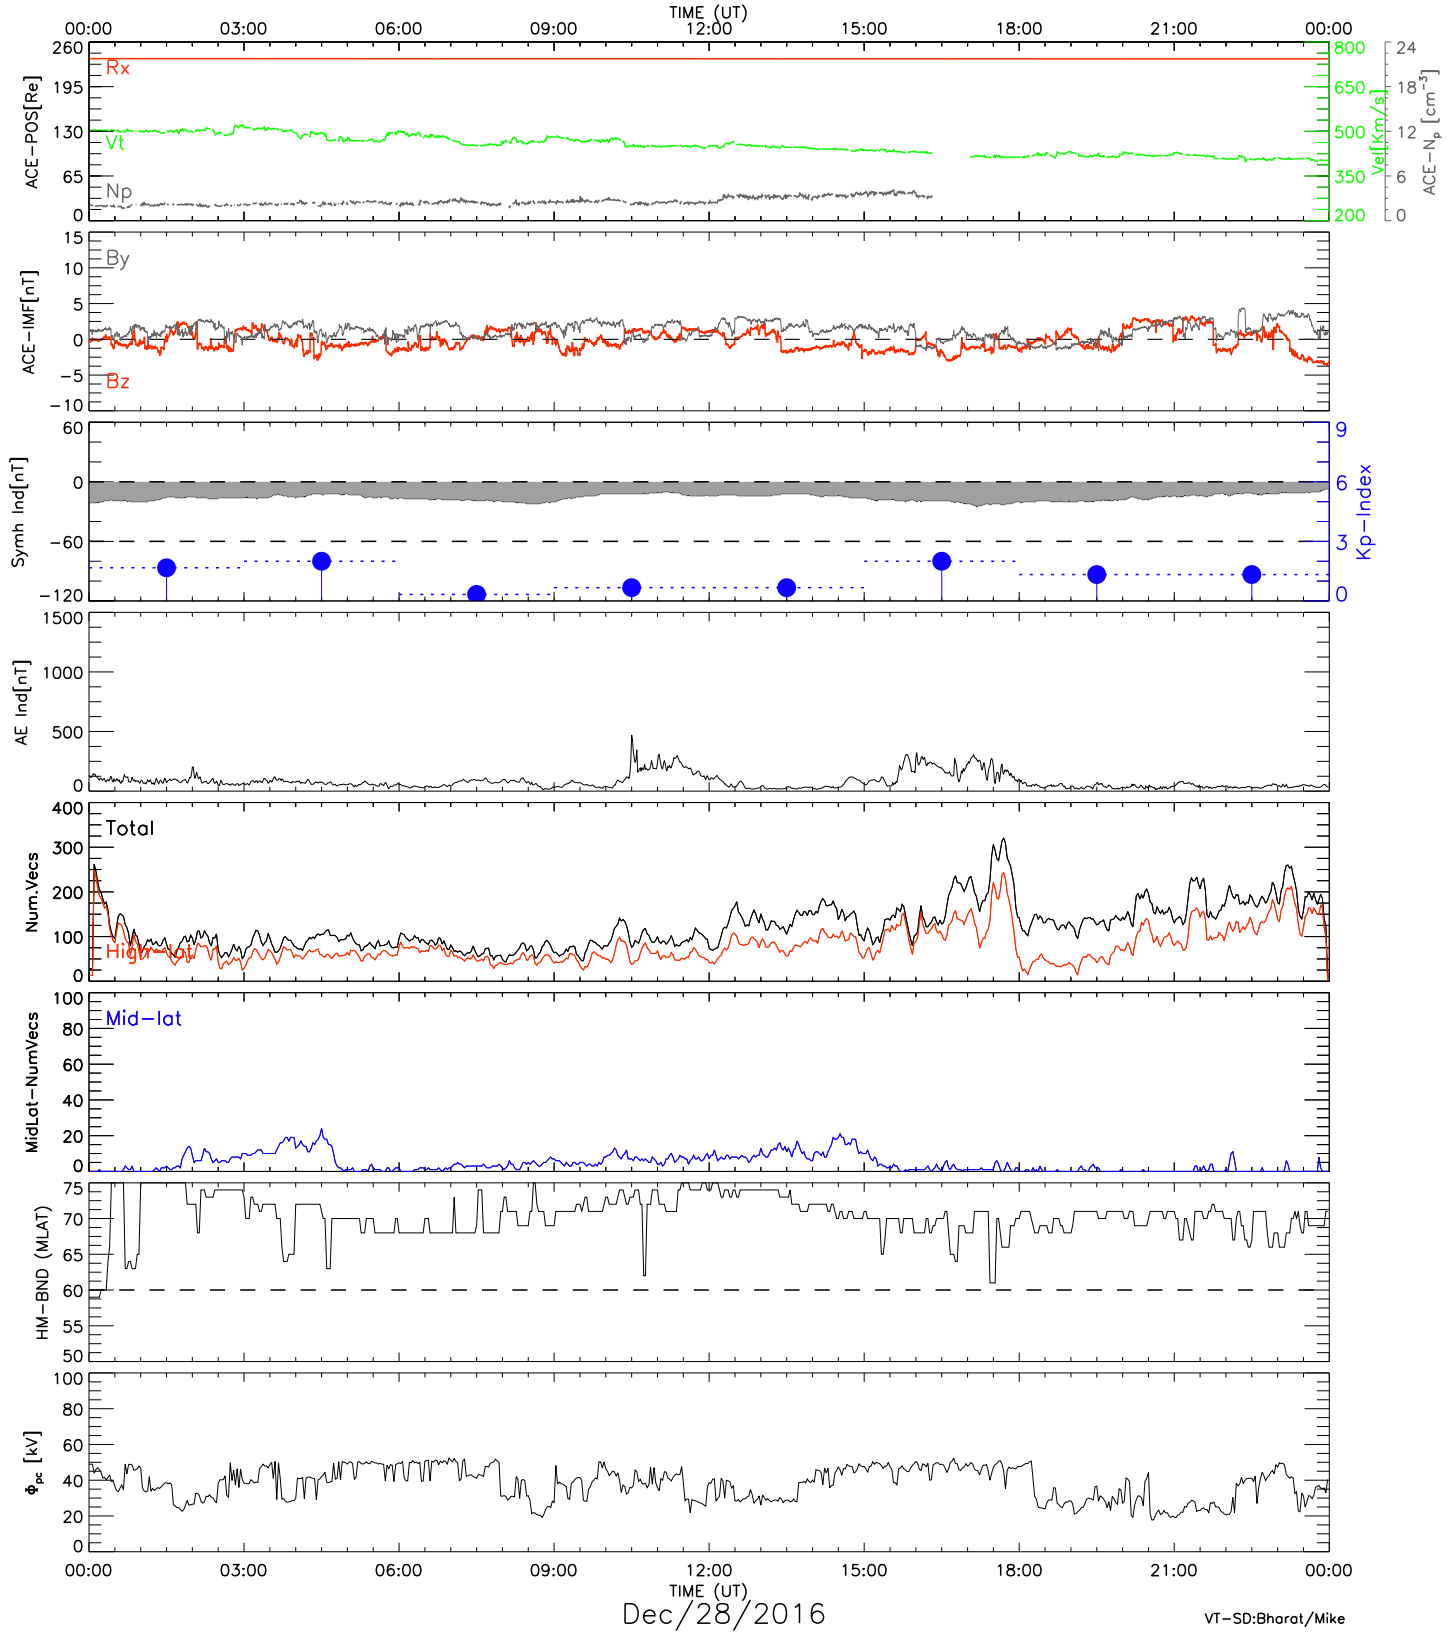 TIME (UT)
00:00 03:00 06:00 09:00 12:00 15:00 18:00 21:00 00:00
ACE-POS[Re]
260
195
130
65
0
Rx
Vt
Np
800
650
500
350
200
Vel[Km/s]
24
18
12
6
0
ACE-Np [cm⁻³]
ACE-IMF[nT]
15
10
5
0
-5
-10
By
Bz
Symh Ind[nT]
60
0
-60
-120
9
6
3
0
Kp-Index
AE Ind[nT]
1500
1000
500
0
Num.Vecs
400
300
200
100
0
Total
High-lat
MidLat-NumVecs
100
80
60
40
20
0
Mid-lat
HM-BND (MLAT)
75
70
65
60
55
50
Φpc [kV]
100
80
60
40
20
0
00:00 03:00 06:00 09:00 12:00 15:00 18:00 21:00 00:00
TIME (UT)
Dec/28/2016
VT-SD:Bharat/Mike